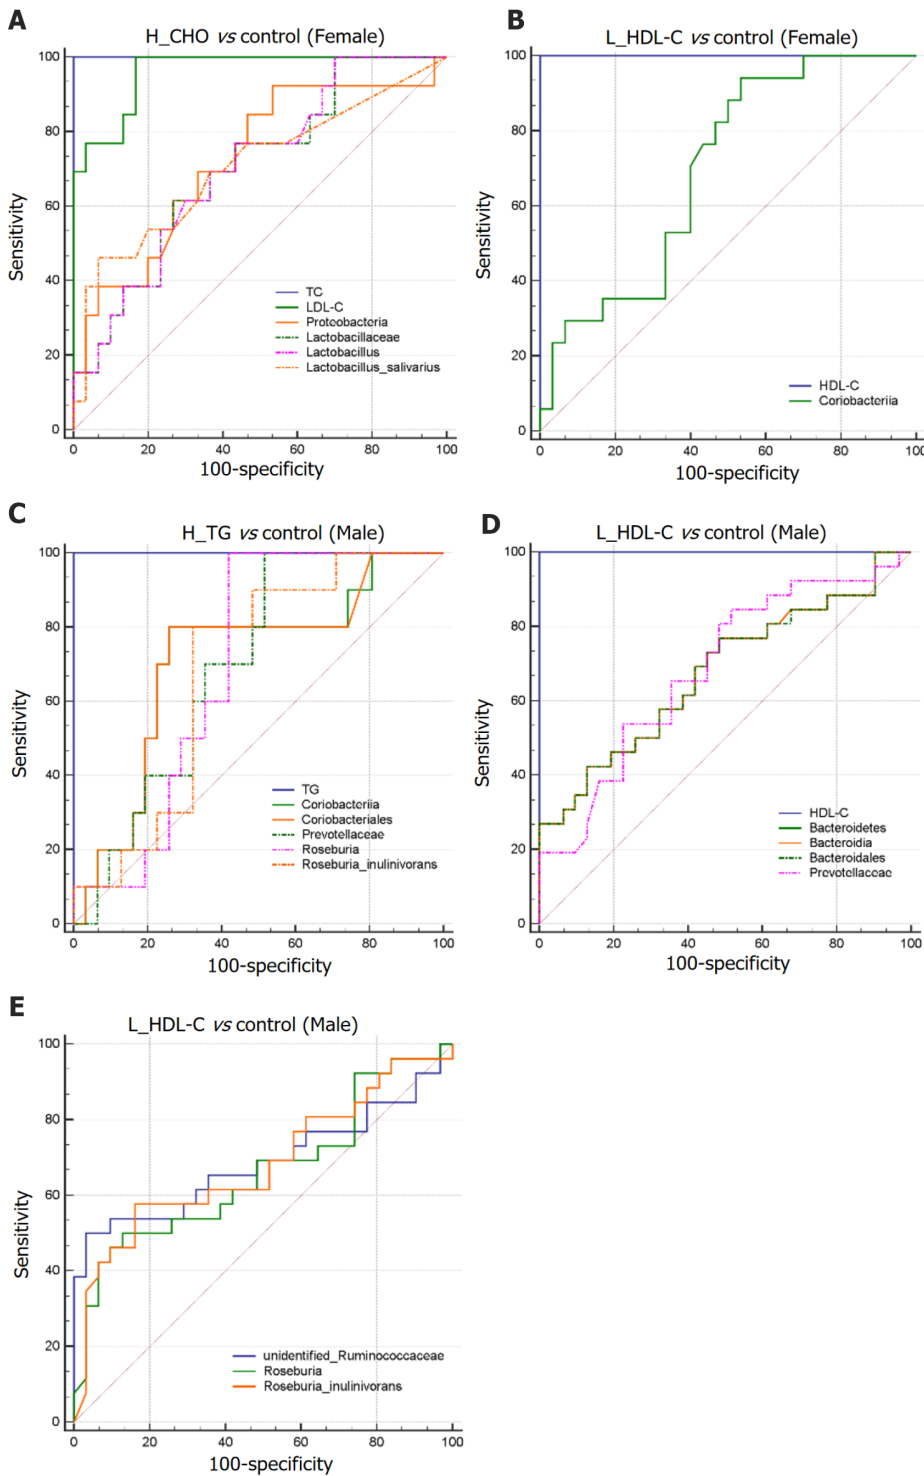 A
H_CHO vs control (Female)
100
80
60
40
20
0
Sensitivity
TC
LDL-C
Proteobacteria
Lactobacillaceae
Lactobacillus
Lactobacillus_salivarius
0 20 40 60 80 100
100-specificity
B
L_HDL-C vs control (Female)
100
80
60
40
20
0
Sensitivity
HDL-C
Coriobacteriia
0 20 40 60 80 100
100-specificity
C
H_TG vs control (Male)
100
80
60
40
20
0
Sensitivity
TG
Coriobacteriia
Coriobacteriales
Prevotellaceae
Roseburia
Roseburia_inulinivorans
0 20 40 60 80 100
100-specificity
D
L_HDL-C vs control (Male)
100
80
60
40
20
0
Sensitivity
HDL-C
Bacteroidetes
Bacteroidia
Bacteroidales
Prevotellaceae
0 20 40 60 80 100
100-specificity
E
L_HDL-C vs control (Male)
100
80
60
40
20
0
Sensitivity
unidentified_Ruminococcaceae
Roseburia
Roseburia_inulinivorans
0 20 40 60 80 100
100-specificity